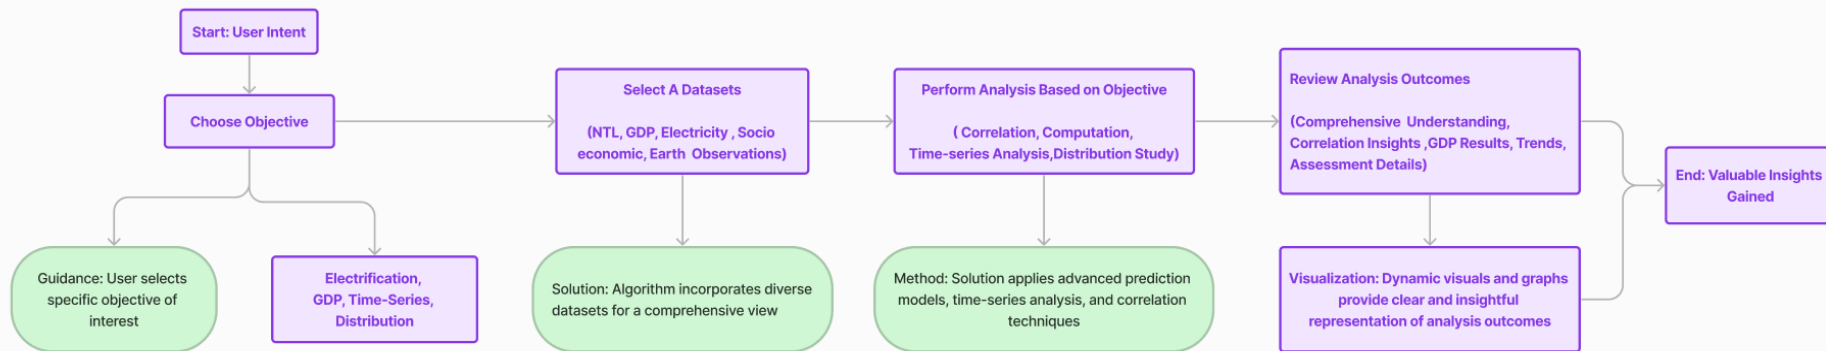 Start: User Intent
Choose Objective
Guidance: User selects
specific objective of
interest
Electrification,
GDP, Time-Series,
Distribution
Select A Datasets
(NTL, GDP, Electricity , Socio
economic, Earth  Observations)
Solution: Algorithm incorporates diverse
datasets for a comprehensive view
Perform Analysis Based on Objective
( Correlation, Computation,
Time-series Analysis,Distribution Study)
Method: Solution applies advanced prediction
models, time-series analysis, and correlation
techniques
Review Analysis Outcomes
(Comprehensive  Understanding,
Correlation Insights ,GDP Results, Trends,
Assessment Details)
Visualization: Dynamic visuals and graphs
provide clear and insightful
representation of analysis outcomes
End: Valuable Insights
Gained